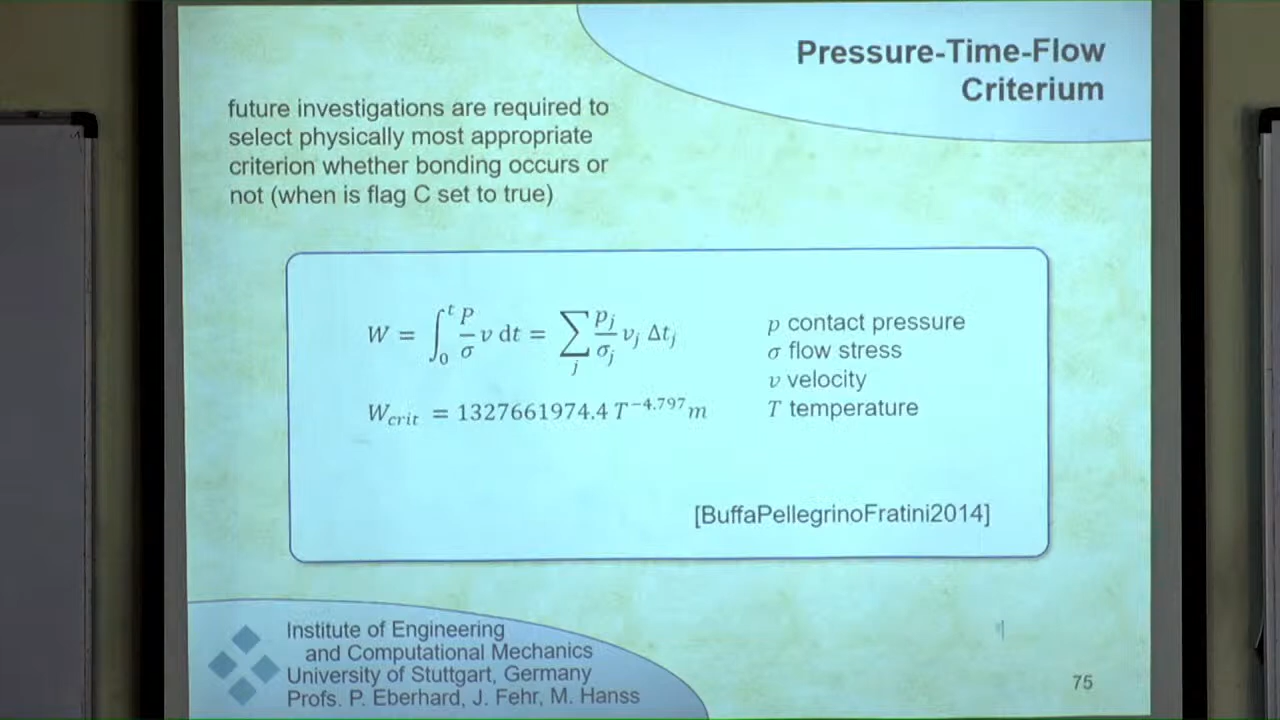 Pressure-Time-Flow
Criterium
future investigations are required to
select physically most appropriate
criterion whether bonding occurs or
not (when is flag C set to true)
W = ∫₀ᵗ p/σ v dt = ∑ⱼ pⱼ/σⱼ vⱼ Δtⱼ
W_crit = 1327661974.4 T^−4.797 m
p contact pressure
σ flow stress
v velocity
T temperature
[BuffaPellegrinoFratini2014]
Institute of Engineering
and Computational Mechanics
University of Stuttgart, Germany
Profs. P. Eberhard, J. Fehr, M. Hanss
75